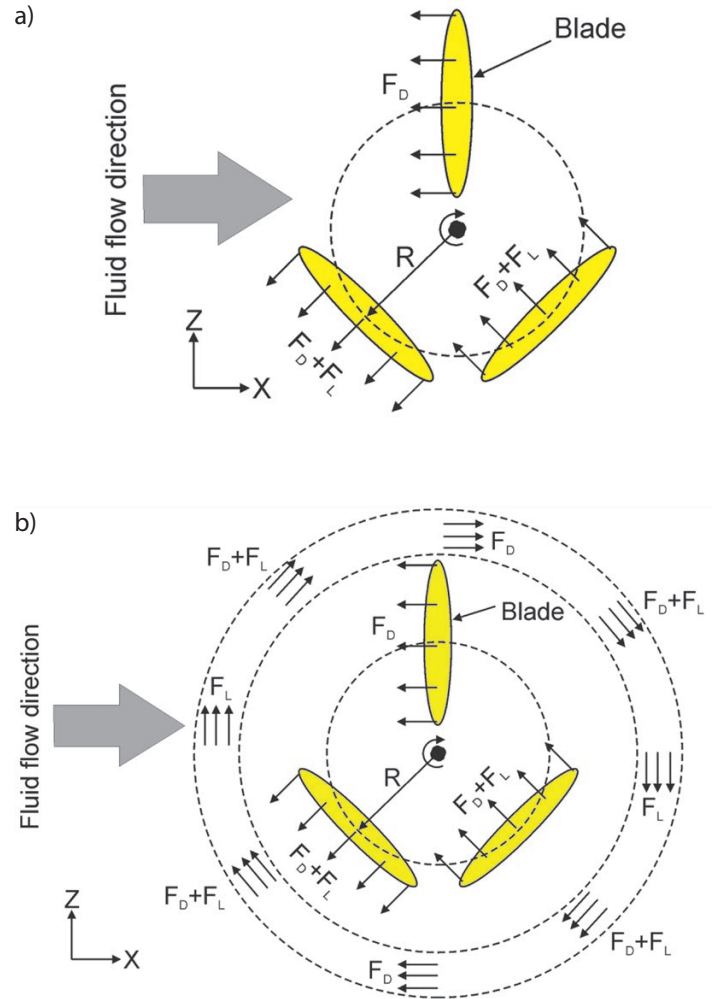 a)
Blade
F_D
Fluid flow direction
R
F_D+F_L
F_D+F_L
Z
X
b)
F_D+F_L
F_D
F_D+F_L
F_D
Blade
Fluid flow direction
F_L
R
F_D+F_L
F_L
F_D+F_L
F_D+F_L
F_D+F_L
Z
X
F_D